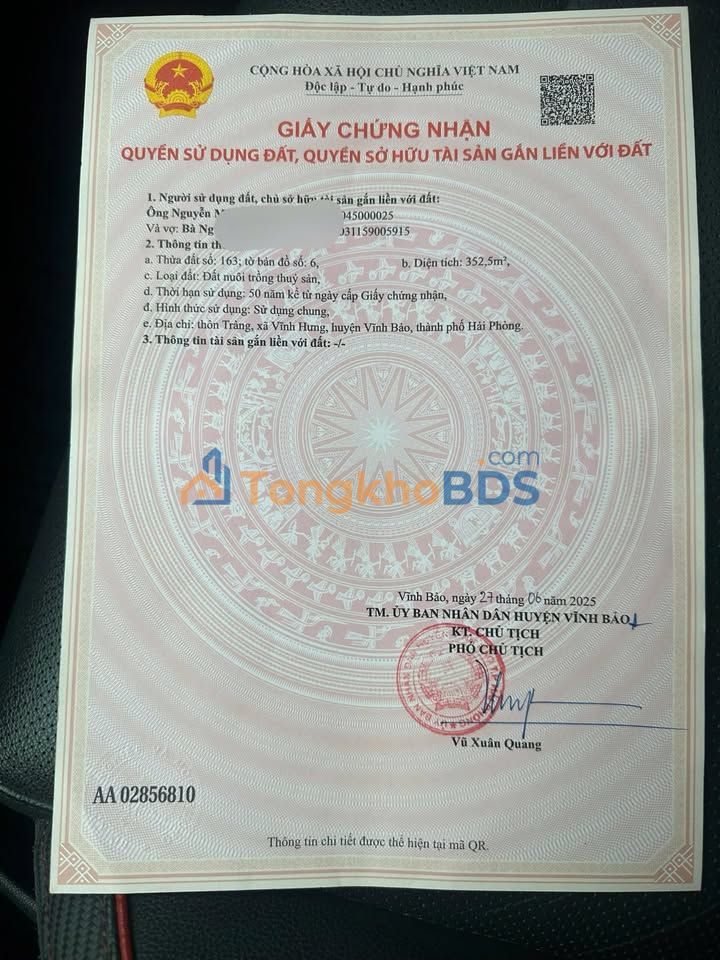 CỘNG HÒA XÃ HỘI CHỦ NGHĨA VIỆT NAM
Độc lập - Tự do - Hạnh phúc
GIẤY CHỨNG NHẬN
QUYỀN SỬ DỤNG ĐẤT, QUYỀN SỞ HỮU TÀI SẢN GẮN LIỀN VỚI ĐẤT
1. Người sử dụng đất, chủ sở hữu tài sản gắn liền với đất:
Ông Nguyễn 045000025
Và vợ: Bà Ng 031159005915
2. Thông tin th
a. Thửa đất số: 163; tờ bản đồ số: 6, b. Diện tích: 352,5m²,
c. Loại đất: Đất nuôi trồng thuỷ sản,
d. Thời hạn sử dụng: 50 năm kể từ ngày cấp Giấy chứng nhận,
đ. Hình thức sử dụng: Sử dụng chung,
e. Địa chỉ: thôn Trảng, xã Vĩnh Hưng, huyện Vĩnh Bảo, thành phố Hải Phòng.
3. Thông tin tài sản gắn liền với đất: -/-
TongkhoBDS.com
Vĩnh Bảo, ngày 27 tháng 06 năm 2025
TM. ỦY BAN NHÂN DÂN HUYỆN VĨNH BẢO
KT. CHỦ TỊCH
PHÓ CHỦ TỊCH
Vũ Xuân Quang
AA 02856810
Thông tin chi tiết được thể hiện tại mã QR.